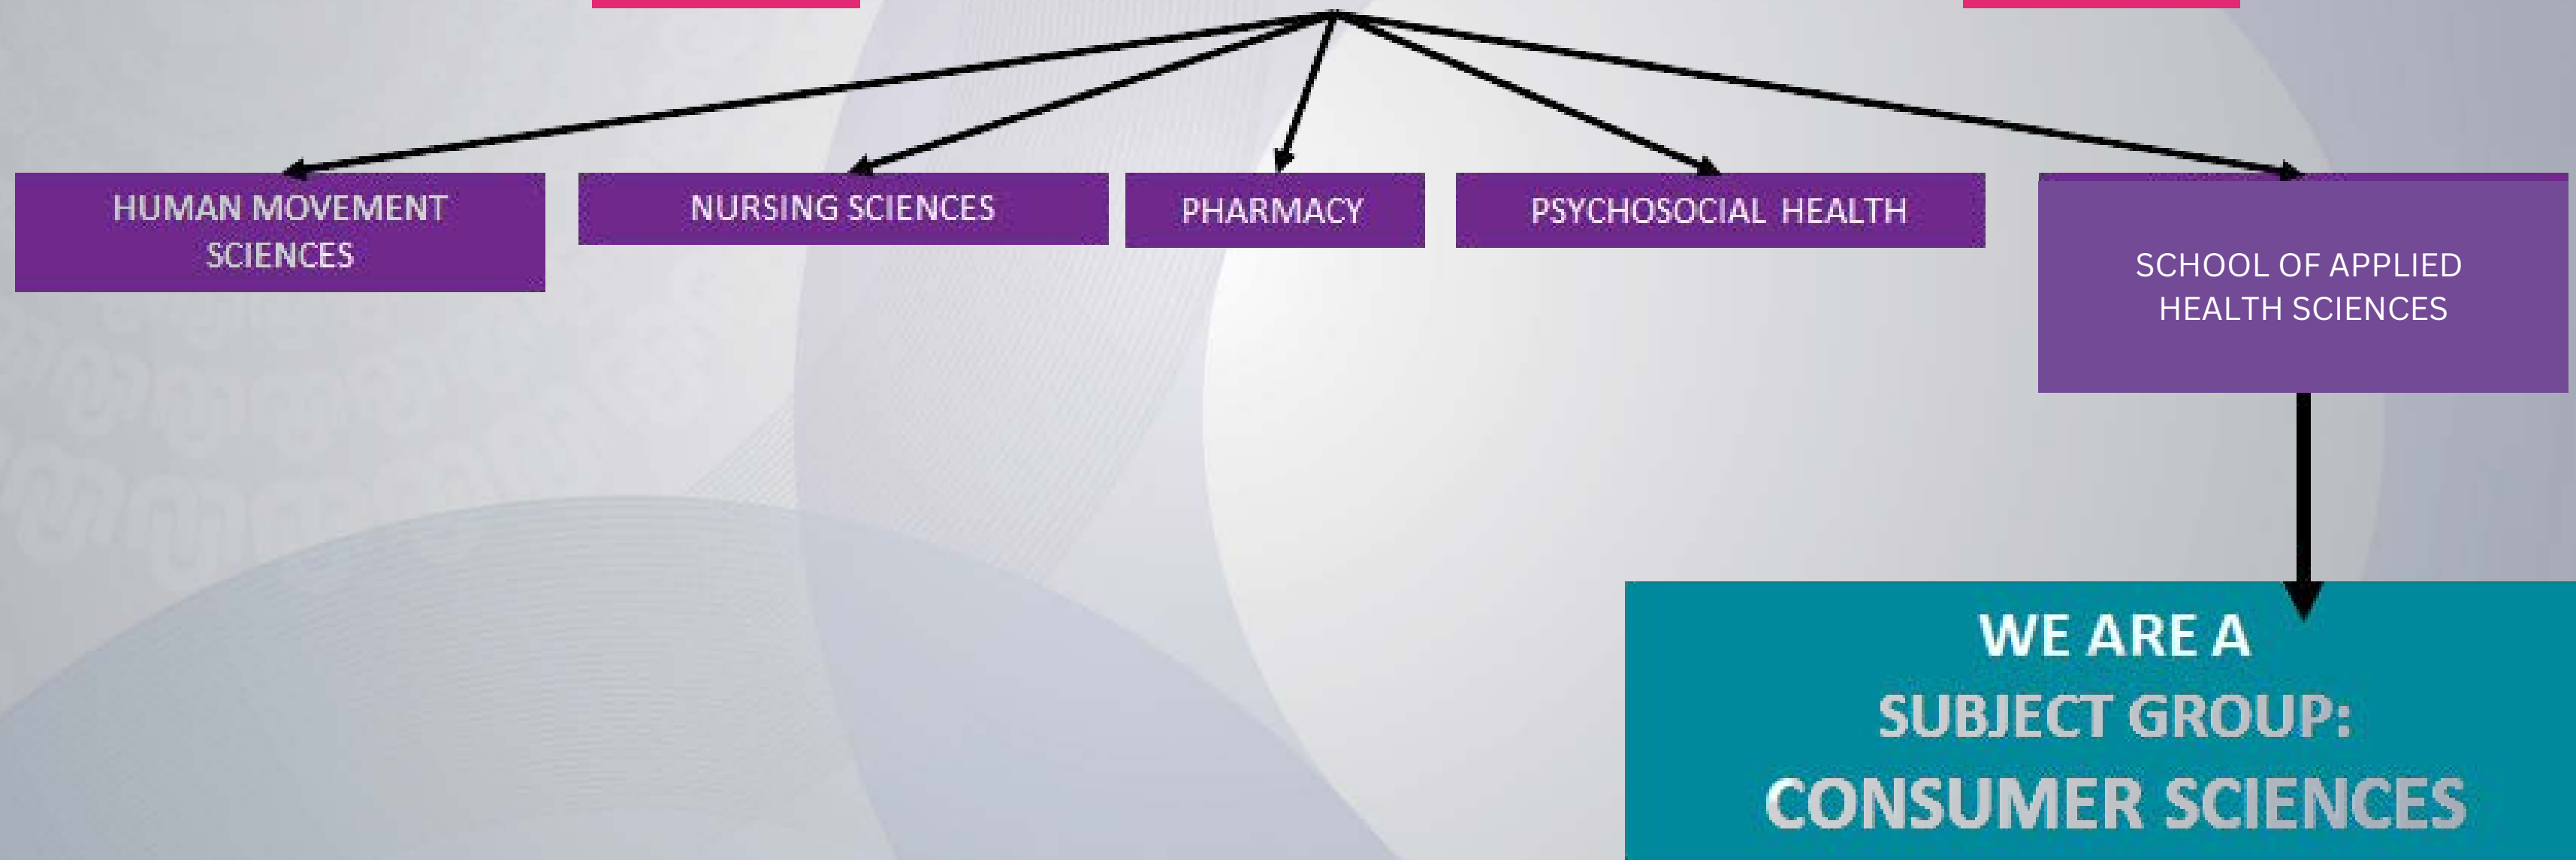 HUMAN MOVEMENT
SCIENCES
NURSING SCIENCES
PHARMACY
PSYCHOSOCIAL HEALTH
SCHOOL OF APPLIED
HEALTH SCIENCES
WE ARE A
SUBJECT GROUP:
CONSUMER SCIENCES